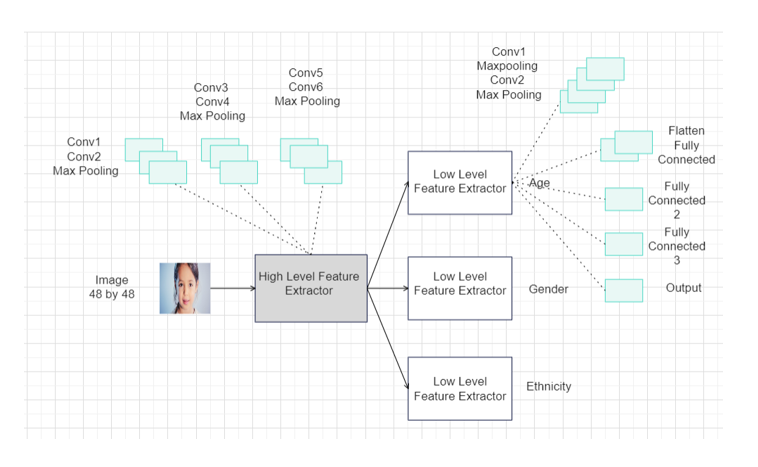 Conv1
Maxpooling
Conv2
Max Pooling
Conv5
Conv6
Max Pooling
Conv3
Conv4
Max Pooling
Conv1
Conv2
Max Pooling
Flatten
Fully
Connected
Low Level
Feature Extractor
Age
Fully
Connected
2
Fully
Connected
3
Image
48 by 48
High Level Feature
Extractor
Low Level
Feature Extractor
Gender
Output
Low Level
Feature Extractor
Ethnicity